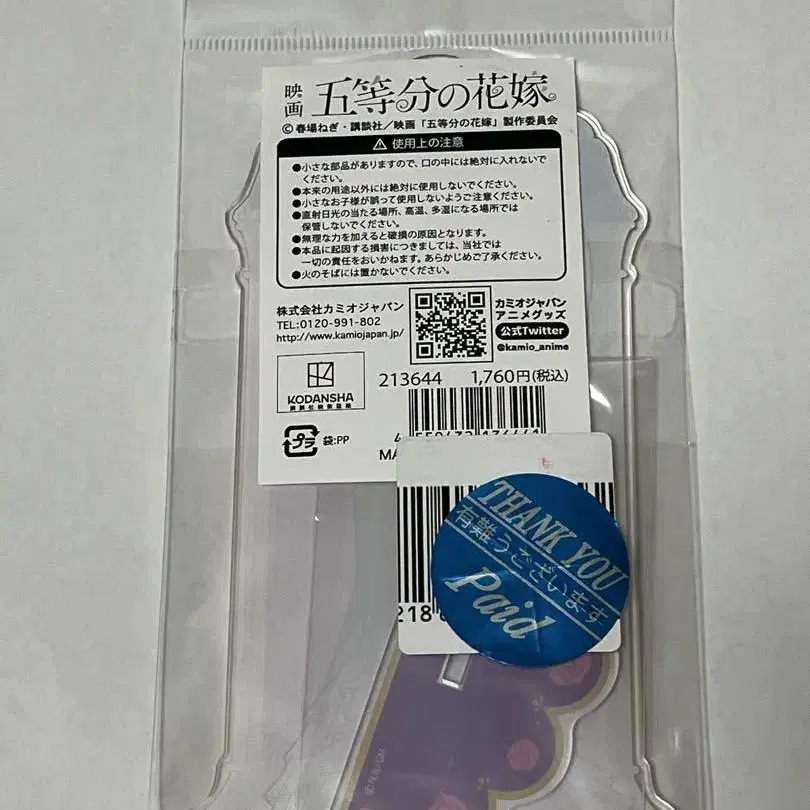 映画 五等分の花嫁
© 春場ねぎ・講談社／映画「五等分の花嫁」製作委員会
⚠ 使用上の注意
●小さな部品がありますので、口の中には絶対に入れないで
ください。
●本来の用途以外には絶対に使用しないでください。
●小さなお子様が誤って使用しないようご注意ください。
●直射日光の当たる場所、高温、多湿になる場所では
保管しないでください。
●無理な力を加えると破損の原因となります。
●本品に起因する損害につきましては、当社では
一切の責任をおいかねます。あらかじめご了承ください。
●火のそばには置かないでください。
株式会社カミオジャパン
TEL:0120-991-802
http://www.kamiojapan.jp/
カミオジャパン
アニメグッズ
公式Twitter
@kamio_anime
KODANSHA
213644 1,760円(税込)
プラ 袋:PP
THANK YOU
有難うございます
Paid
218